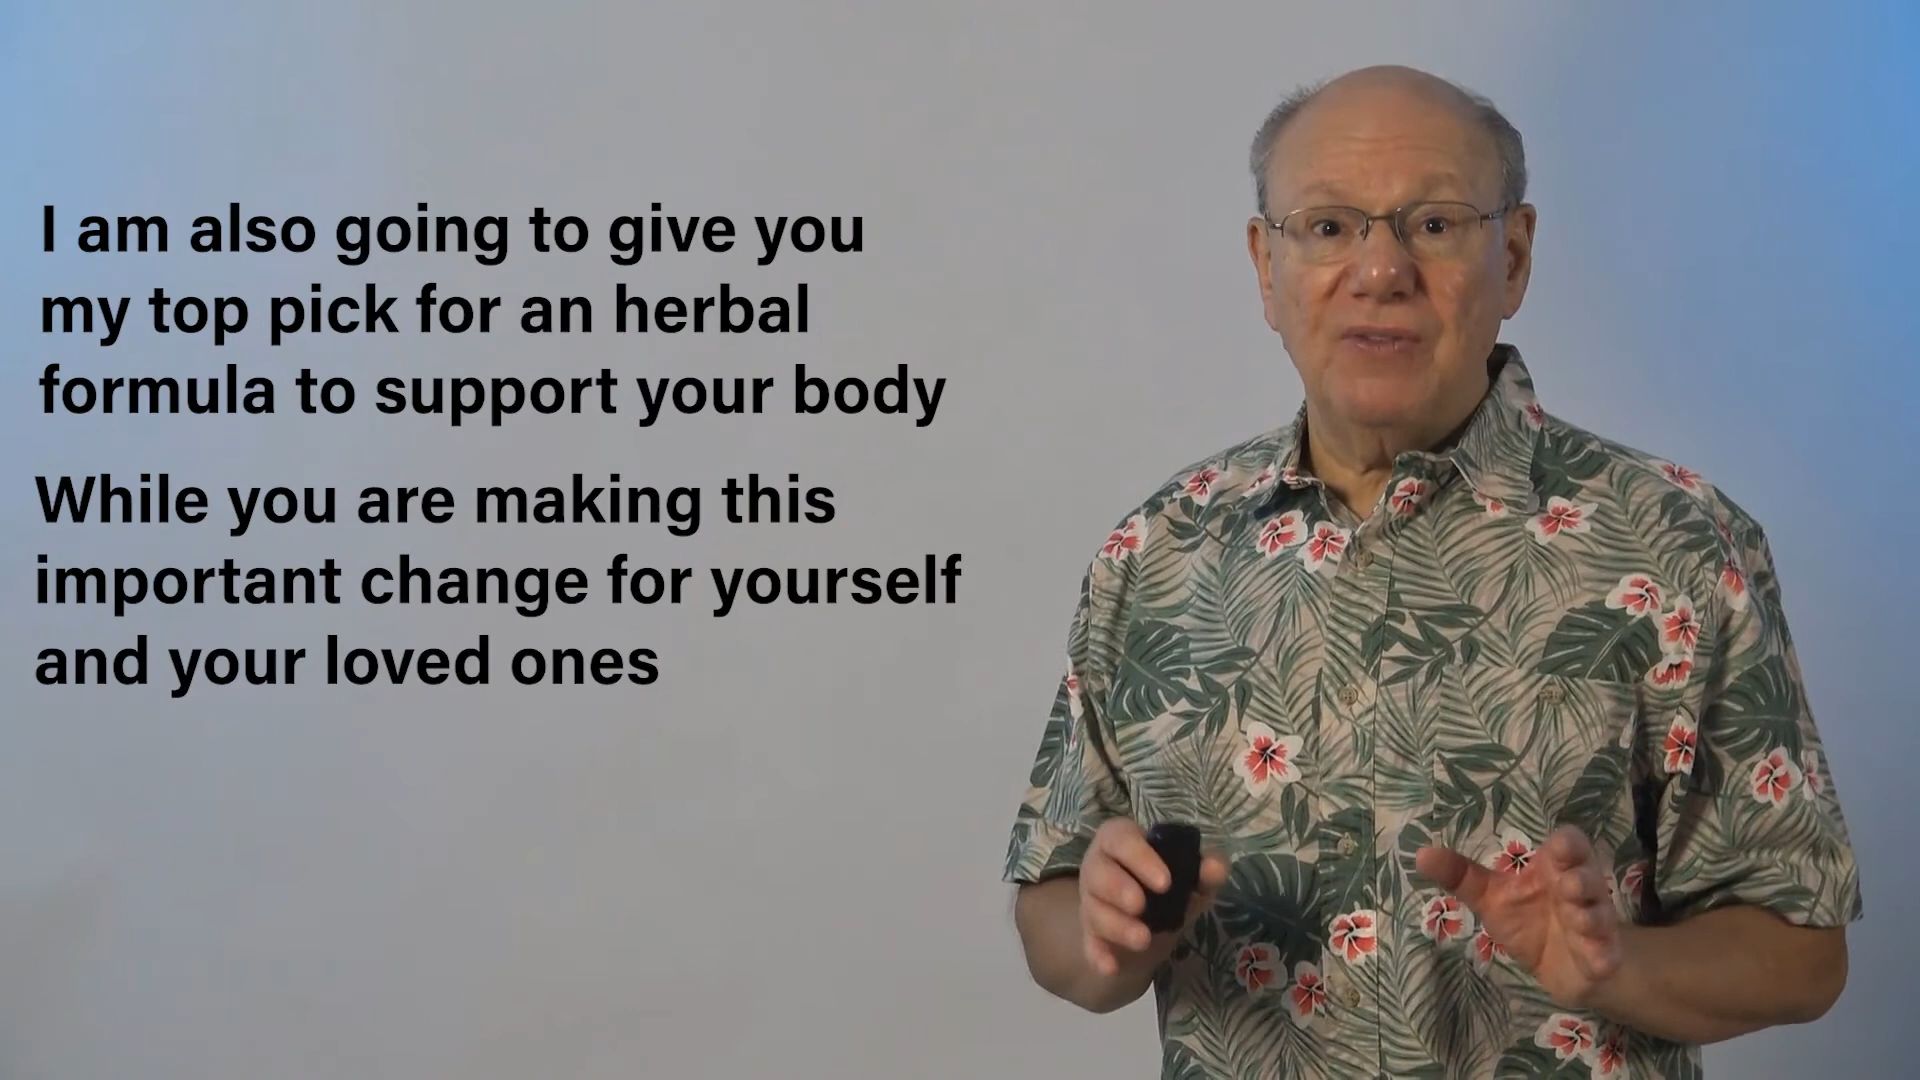 I am also going to give you
my top pick for an herbal
formula to support your body
While you are making this
important change for yourself
and your loved ones